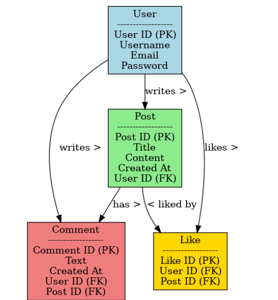 User
--------------------
User ID (PK)
Username
Email
Password
writes >
Post
--------------------
Post ID (PK)
Title
Content
Created At
User ID (FK)
writes >
likes >
has >
< liked by
Comment
--------------------
Comment ID (PK)
Text
Created At
User ID (FK)
Post ID (FK)
Like
--------------------
Like ID (PK)
User ID (FK)
Post ID (FK)